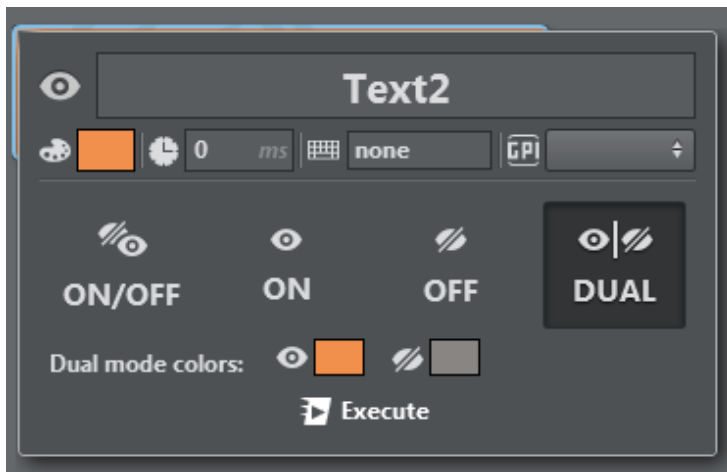 Text2
0 ms none GPI
ON/OFF ON OFF DUAL
Dual mode colors:
Execute